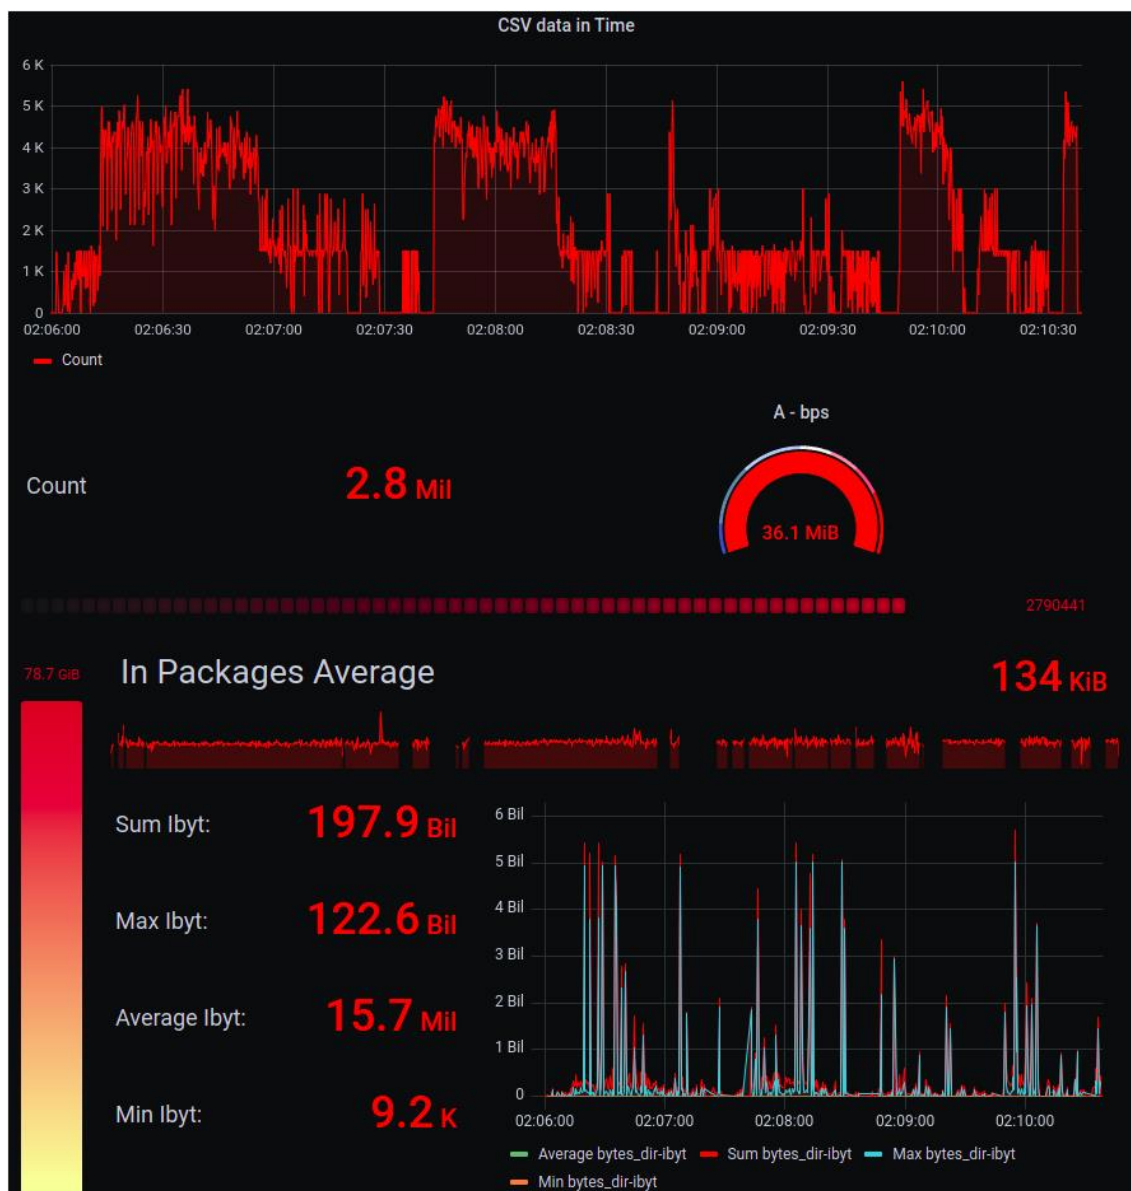 CSV data in Time
6 K
5 K
4 K
3 K
2 K
1 K
0
02:06:00 02:06:30 02:07:00 02:07:30 02:08:00 02:08:30 02:09:00 02:09:30 02:10:00 02:10:30
Count
A - bps
Count 2.8 Mil
36.1 MiB
2790441
78.7 GiB
In Packages Average
134 KiB
Sum Ibyt: 197.9 Bil
Max Ibyt: 122.6 Bil
Average Ibyt: 15.7 Mil
Min Ibyt: 9.2 K
6 Bil
5 Bil
4 Bil
3 Bil
2 Bil
1 Bil
0
02:06:00 02:07:00 02:08:00 02:09:00 02:10:00
Average bytes_dir-ibyt Sum bytes_dir-ibyt Max bytes_dir-ibyt
Min bytes_dir-ibyt